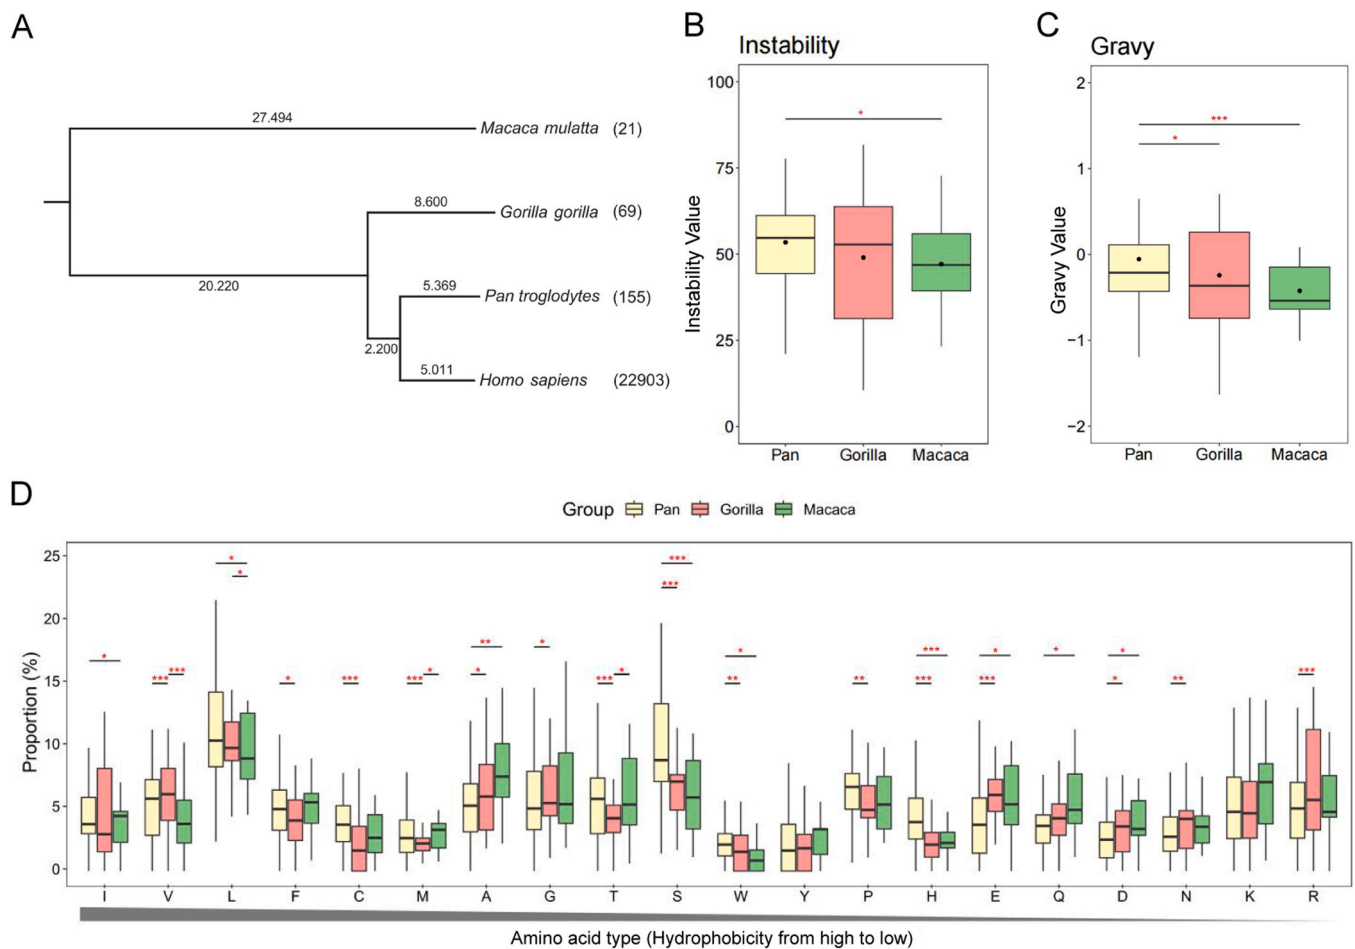 A
27.494
Macaca mulatta (21)
8.600
Gorilla gorilla (69)
20.220
5.369
Pan troglodytes (155)
2.200
5.011
Homo sapiens (22903)
B
Instability
Instability Value
100
75
50
25
0
*
Pan Gorilla Macaca
C
Gravy
Gravy Value
2
1
0
−1
−2
***
*
Pan Gorilla Macaca
D
Group Pan Gorilla Macaca
Proportion (%)
25
20
15
10
5
0
*
*** ***
* *
*
***
*** *
** *
*
*** *
*** ***
* **
**
*** ***
* ***
*
* *
**
***
I V L F C M A G T S W Y P H E Q D N K R
Amino acid type (Hydrophobicity from high to low)